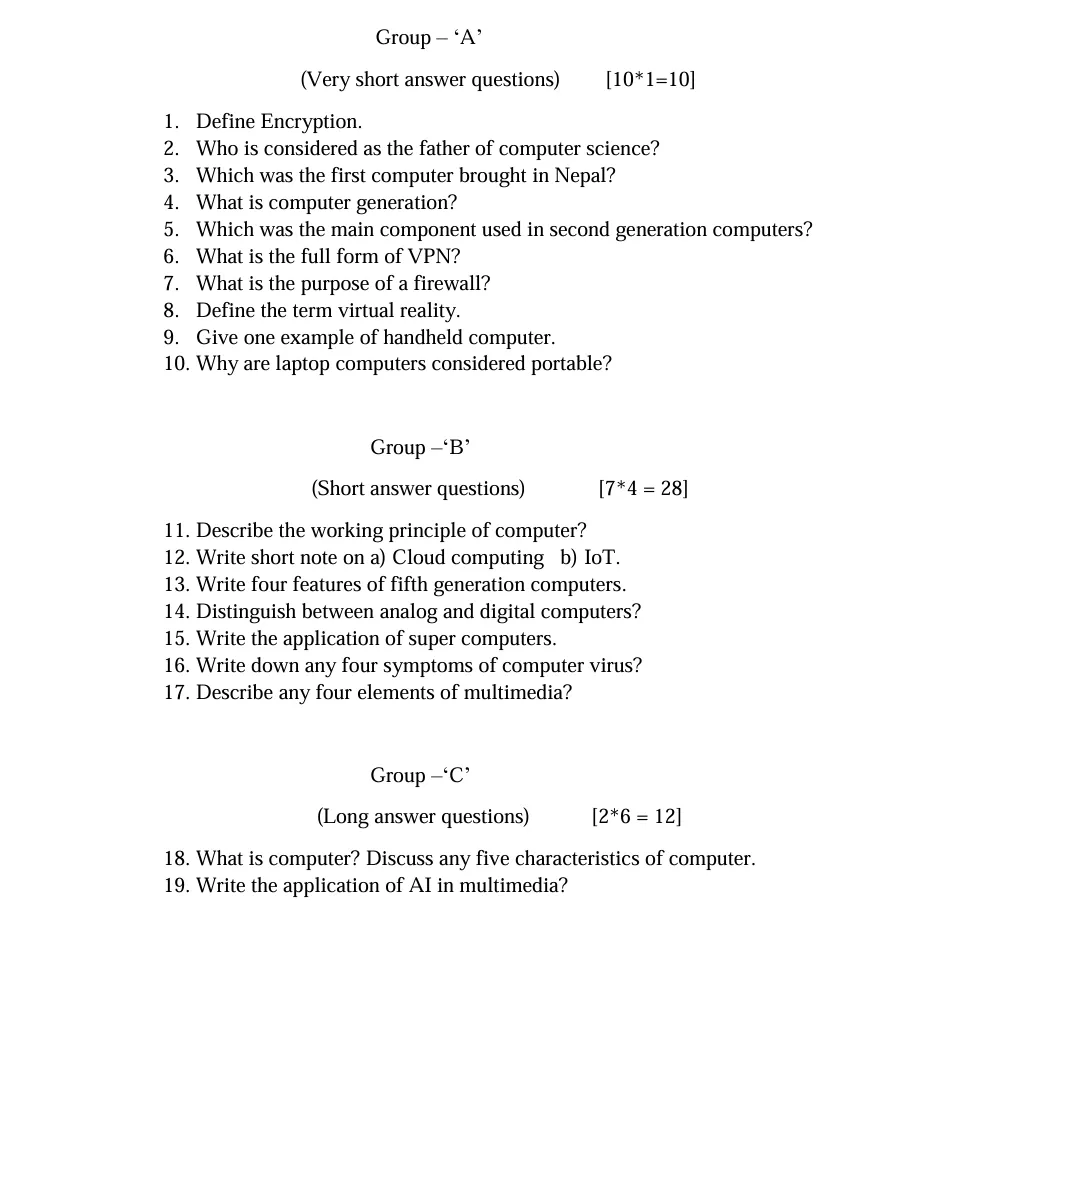 Group – ‘A’
(Very short answer questions) [10*1=10]
1. Define Encryption.
2. Who is considered as the father of computer science?
3. Which was the first computer brought in Nepal?
4. What is computer generation?
5. Which was the main component used in second generation computers?
6. What is the full form of VPN?
7. What is the purpose of a firewall?
8. Define the term virtual reality.
9. Give one example of handheld computer.
10. Why are laptop computers considered portable?
Group –‘B’
(Short answer questions) [7*4 = 28]
11. Describe the working principle of computer?
12. Write short note on a) Cloud computing b) IoT.
13. Write four features of fifth generation computers.
14. Distinguish between analog and digital computers?
15. Write the application of super computers.
16. Write down any four symptoms of computer virus?
17. Describe any four elements of multimedia?
Group –‘C’
(Long answer questions) [2*6 = 12]
18. What is computer? Discuss any five characteristics of computer.
19. Write the application of AI in multimedia?